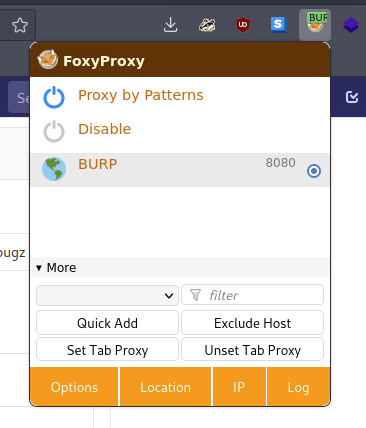 BUR
FoxyProxy
Se
Proxy by Patterns
Disable
BURP 8080
ougz
▾ More
filter
Quick Add Exclude Host
Set Tab Proxy Unset Tab Proxy
Options Location IP Log